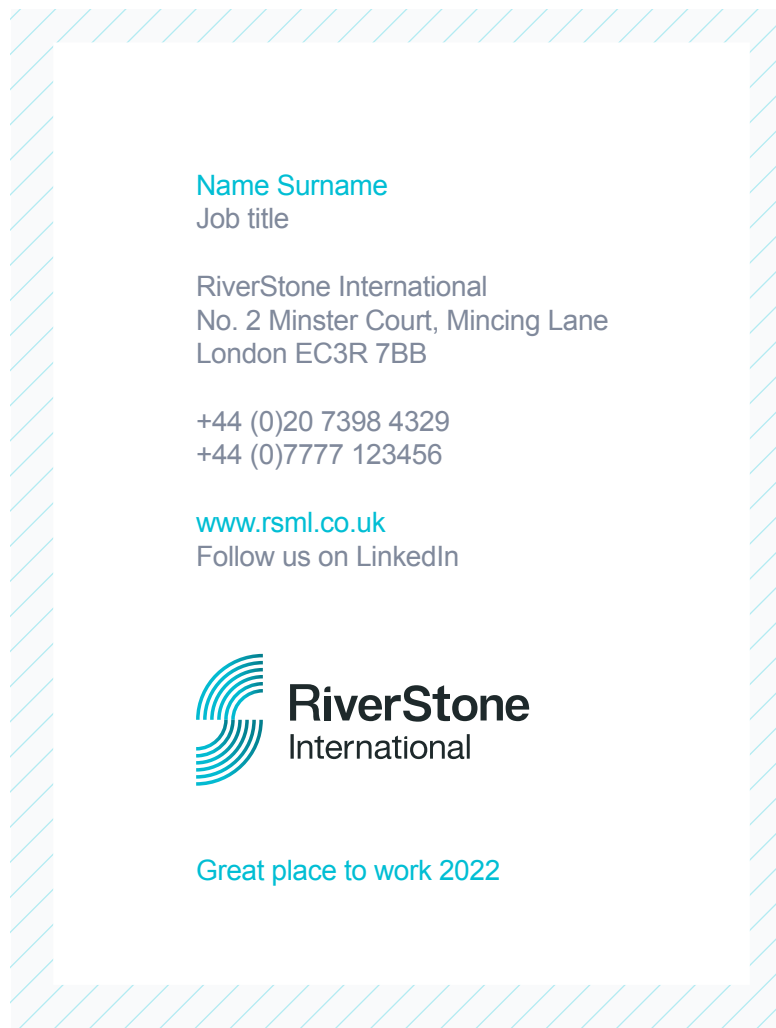 Name Surname
Job title
RiverStone International
No. 2 Minster Court, Mincing Lane
London EC3R 7BB
+44 (0)20 7398 4329
+44 (0)7777 123456
www.rsml.co.uk
Follow us on LinkedIn
RiverStone
International
Great place to work 2022